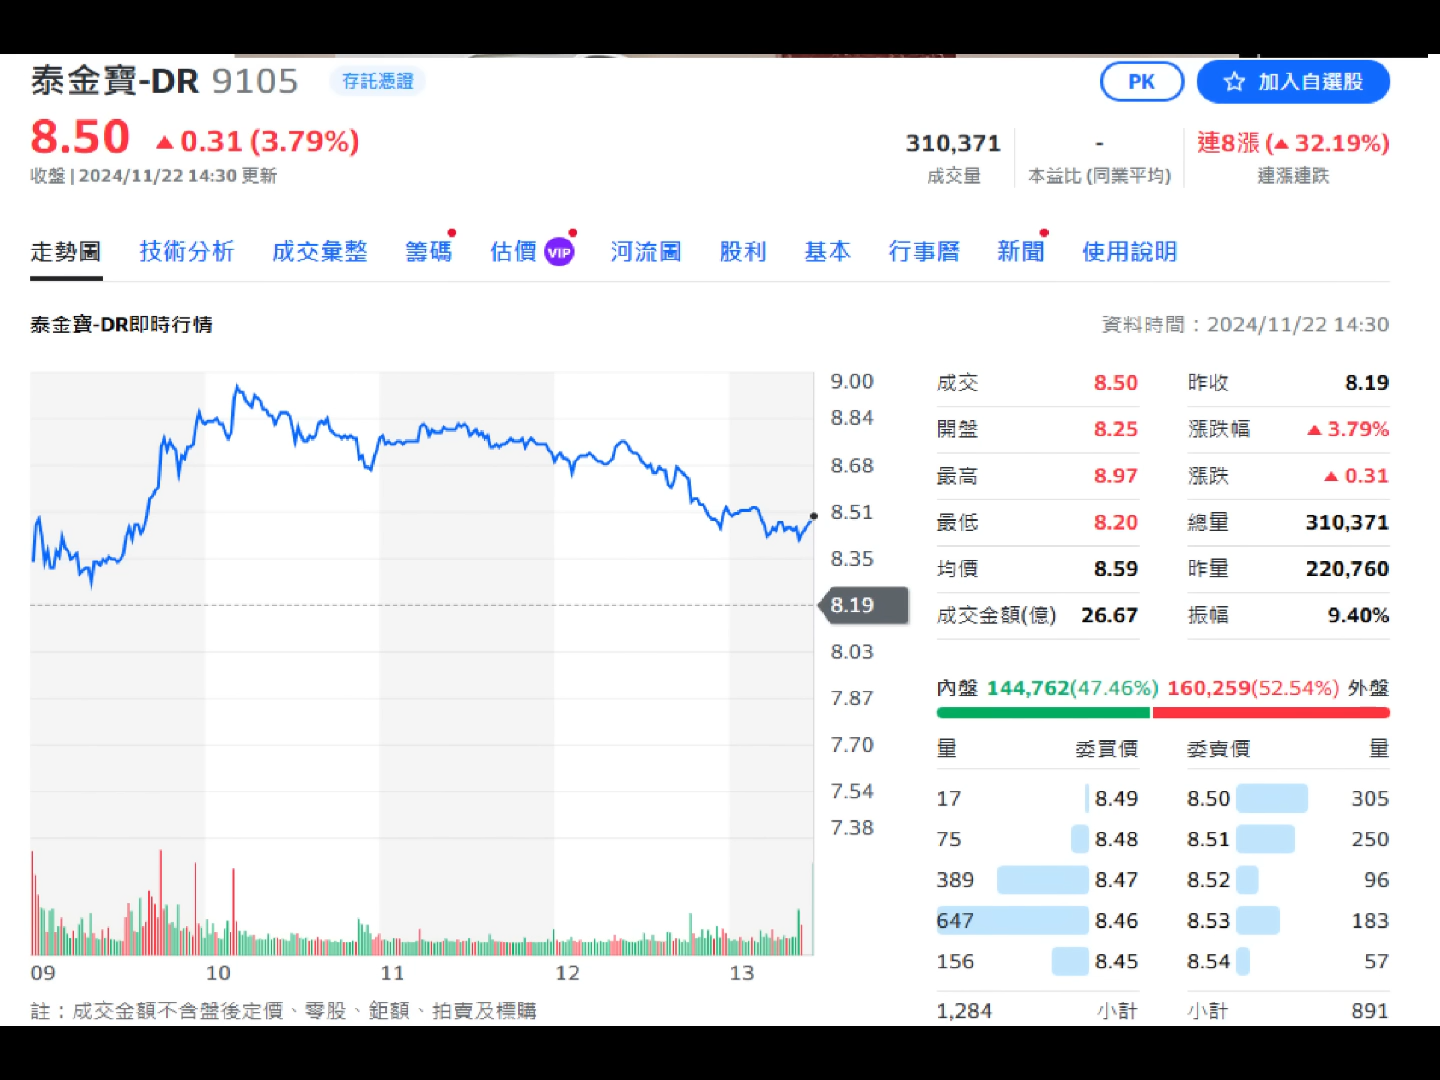 泰金寶-DR 9105 存託憑證 PK 加入自選股
8.50 ▲ 0.31 (3.79%)
收盤 | 2024/11/22 14:30 更新
310,371 - 連8漲 (▲ 32.19%)
成交量 本益比 (同業平均) 連漲連跌
走勢圖 技術分析 成交彙整 籌碼 估價 VIP 河流圖 股利 基本 行事曆 新聞 使用說明
泰金寶-DR即時行情 資料時間：2024/11/22 14:30
9.00
8.84
8.68
8.51
8.35
8.19
8.03
7.87
7.70
7.54
7.38
09 10 11 12 13
註：成交金額不含盤後定價、零股、鉅額、拍賣及標購
成交 8.50 昨收 8.19
開盤 8.25 漲跌幅 ▲ 3.79%
最高 8.97 漲跌 ▲ 0.31
最低 8.20 總量 310,371
均價 8.59 昨量 220,760
成交金額(億) 26.67 振幅 9.40%
內盤 144,762(47.46%) 160,259(52.54%) 外盤
量 委買價 委賣價 量
17 8.49 8.50 305
75 8.48 8.51 250
389 8.47 8.52 96
647 8.46 8.53 183
156 8.45 8.54 57
1,284 小計 小計 891